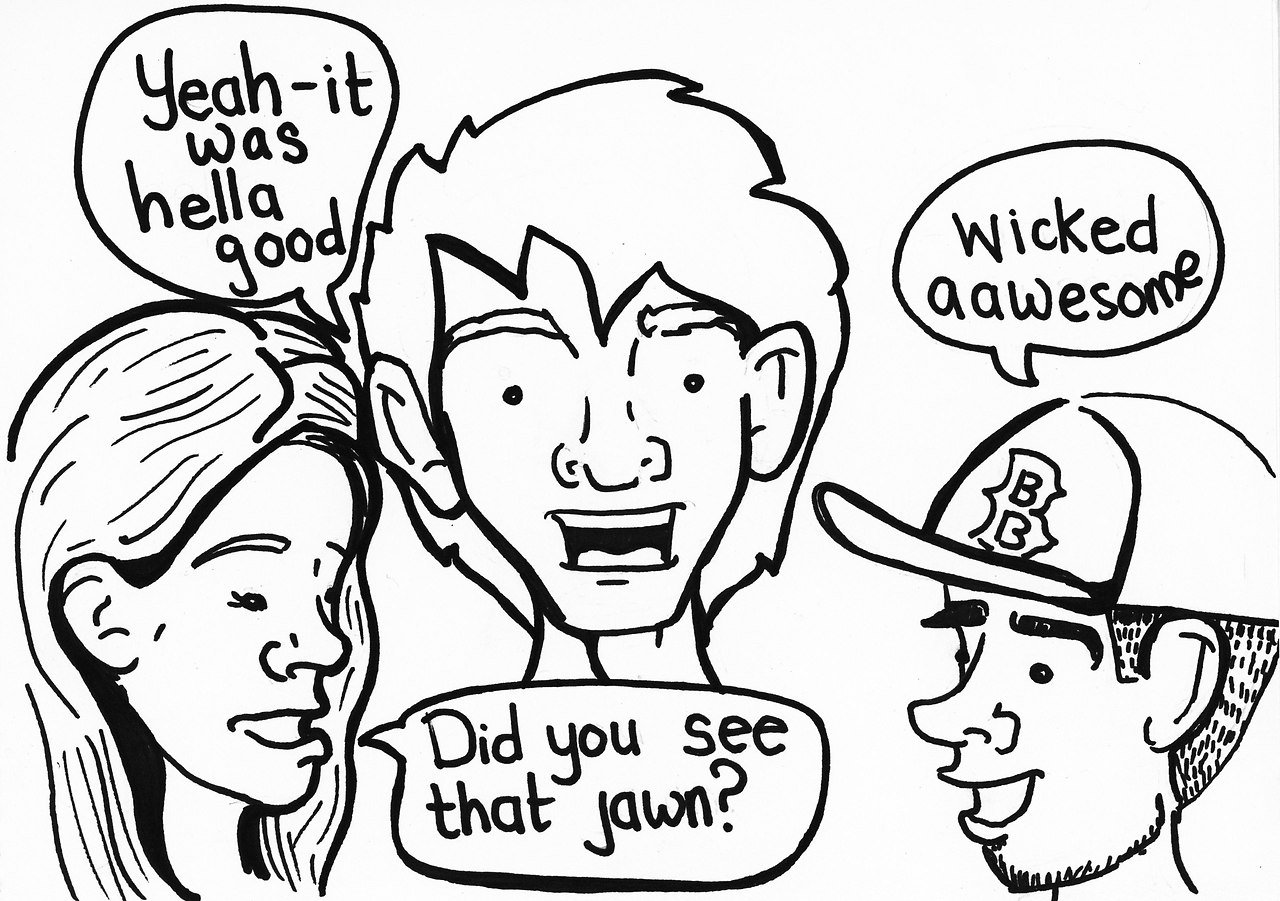 Yeah-it
was
hella
good
Wicked
aawesome
B
B
Did you see
that jawn?